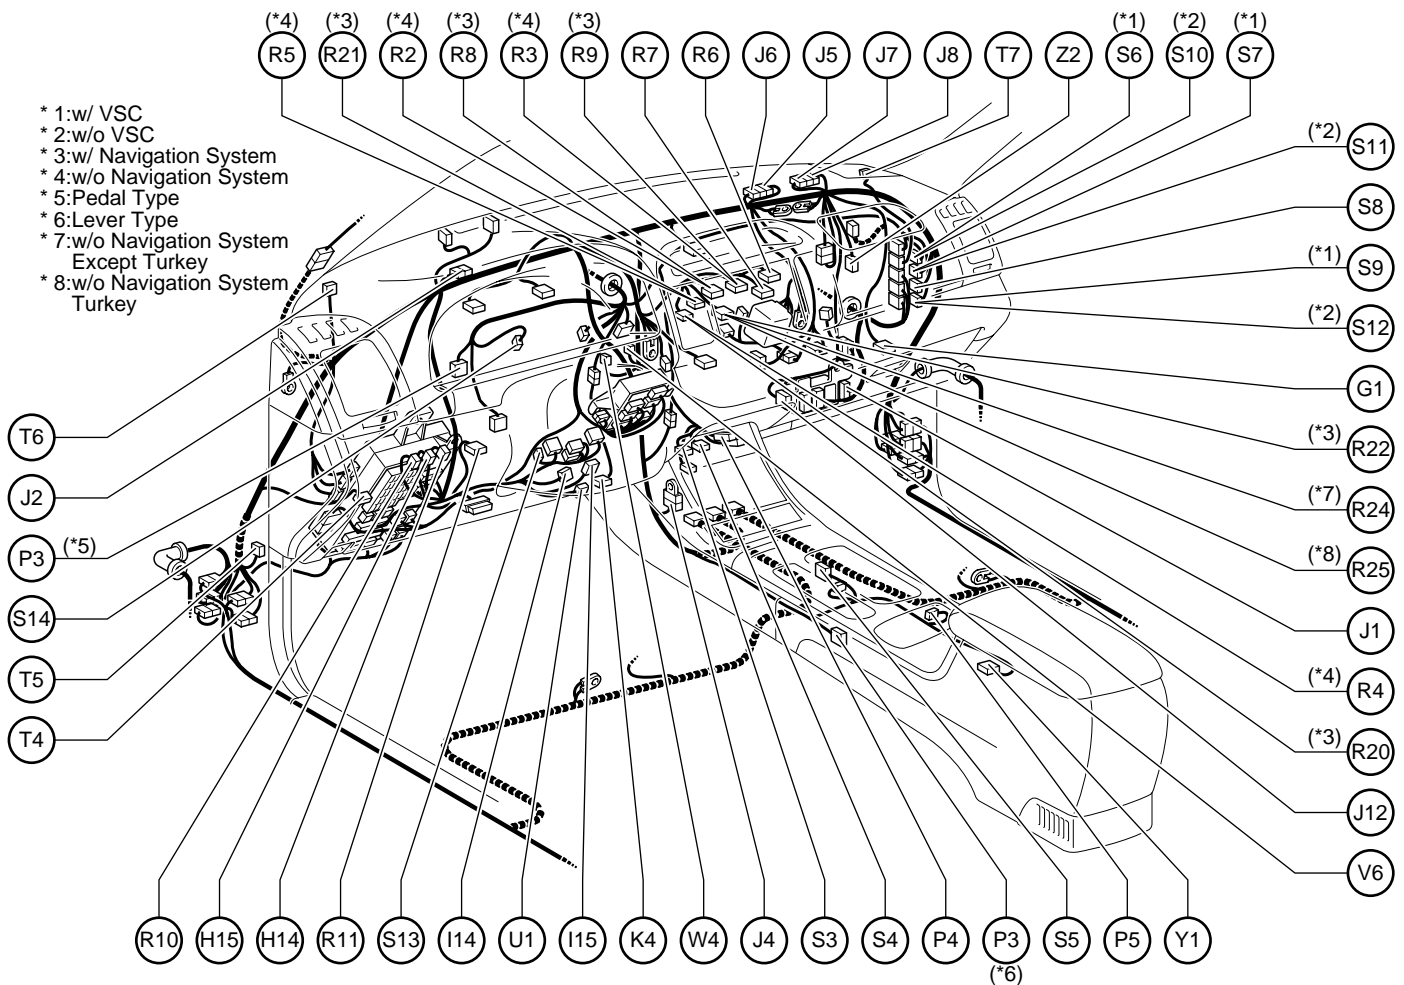 (*4) (*3) (*4) (*3) (*4) (*3) (*1) (*2) (*1)
R5 R21 R2 R8 R3 R9 R7 R6 J6 J5 J7 J8 T7 Z2 S6 S10 S7
* 1:w/ VSC
* 2:w/o VSC
* 3:w/ Navigation System
* 4:w/o Navigation System
* 5:Pedal Type
* 6:Lever Type
* 7:w/o Navigation System
Except Turkey
* 8:w/o Navigation System
Turkey
(*2) S11
S8
(*1) S9
(*2) S12
G1
(*3) R22
(*7) R24
(*8) R25
J1
(*4) R4
(*3) R20
J12
V6
T6
J2
P3 (*5)
S14
T5
T4
R10 H15 H14 R11 S13 I14 U1 I15 K4 W4 J4 S3 S4 P4 P3 S5 P5 Y1
(*6)